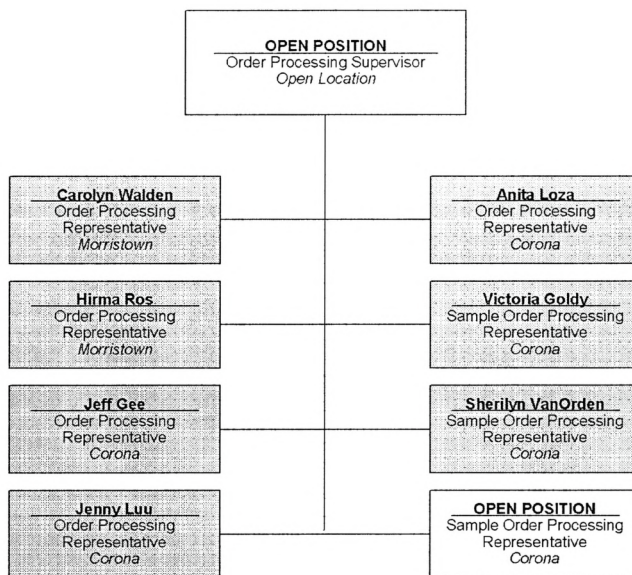 OPEN POSITION
Order Processing Supervisor
Open Location
Carolyn Walden
Order Processing
Representative
Morristown
Anita Loza
Order Processing
Representative
Corona
Hirma Ros
Order Processing
Representative
Morristown
Victoria Goldy
Sample Order Processing
Representative
Corona
Jeff Gee
Order Processing
Representative
Corona
Sherilyn VanOrden
Sample Order Processing
Representative
Corona
Jenny Luu
Order Processing
Representative
Corona
OPEN POSITION
Sample Order Processing
Representative
Corona